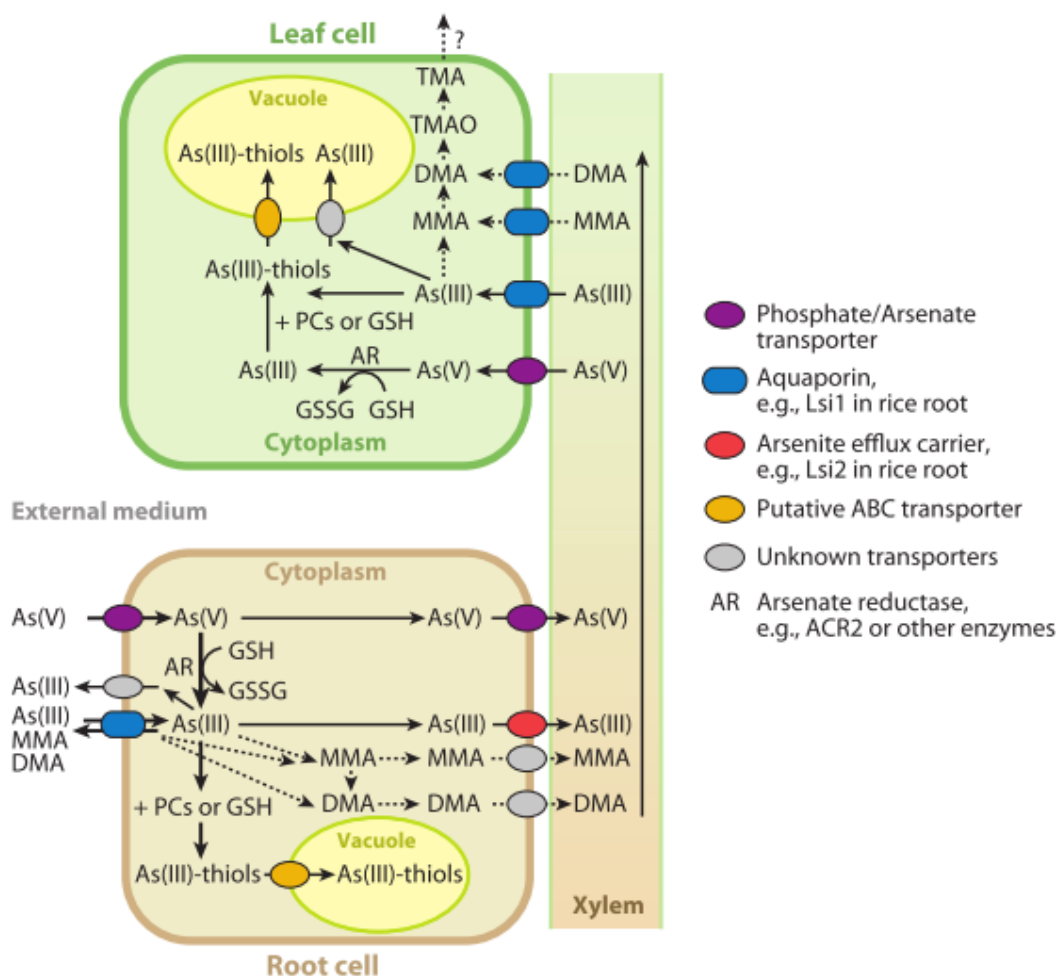 Leaf cell
?
TMA
Vacuole
TMAO
As(III)-thiols As(III)
DMA DMA
MMA MMA
As(III)-thiols
As(III) As(III)
+ PCs or GSH
AR
As(III) As(V) As(V)
GSSG GSH
Cytoplasm
External medium
Cytoplasm
As(V) As(V) As(V) As(V)
GSH
AR
As(III) GSSG
As(III) As(III) As(III) As(III)
MMA MMA MMA MMA
DMA DMA DMA DMA
+ PCs or GSH
Vacuole
As(III)-thiols As(III)-thiols
Xylem
Root cell
Phosphate/Arsenate
transporter
Aquaporin,
e.g., Lsi1 in rice root
Arsenite efflux carrier,
e.g., Lsi2 in rice root
Putative ABC transporter
Unknown transporters
AR Arsenate reductase,
e.g., ACR2 or other enzymes